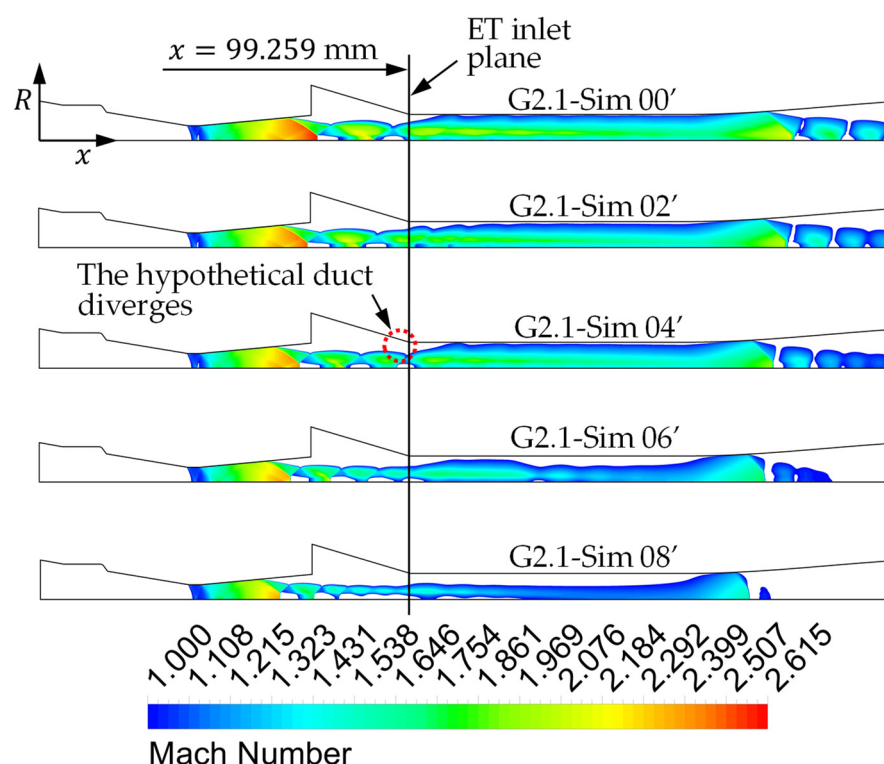 ET inlet
plane
x = 99.259 mm
R
x
G2.1-Sim 00′
G2.1-Sim 02′
The hypothetical duct
diverges
G2.1-Sim 04′
G2.1-Sim 06′
G2.1-Sim 08′
1.000 1.108 1.215 1.323 1.431 1.538 1.646 1.754 1.861 1.969 2.076 2.184 2.292 2.399 2.507 2.615
Mach Number